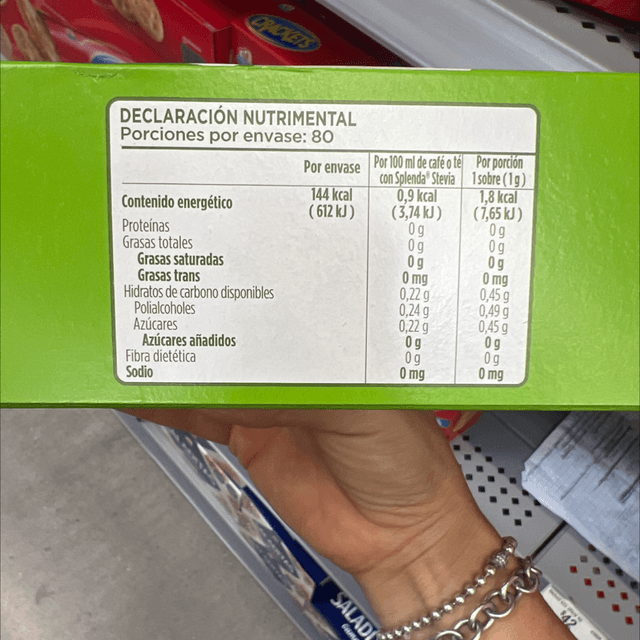 CRACKETS
DECLARACIÓN NUTRIMENTAL
Porciones por envase: 80
Por envase Por 100 ml de café o té con Splenda® Stevia Por porción 1 sobre (1 g)
Contenido energético 144 kcal (612 kJ) 0,9 kcal (3,74 kJ) 1,8 kcal (7,65 kJ)
Proteínas 0 g 0 g
Grasas totales 0 g 0 g
Grasas saturadas 0 g 0 g
Grasas trans 0 mg 0 mg
Hidratos de carbono disponibles 0,22 g 0,45 g
Polialcoholes 0,24 g 0,49 g
Azúcares 0,22 g 0,45 g
Azúcares añadidos 0 g 0 g
Fibra dietética 0 g 0 g
Sodio 0 mg 0 mg
SALAD